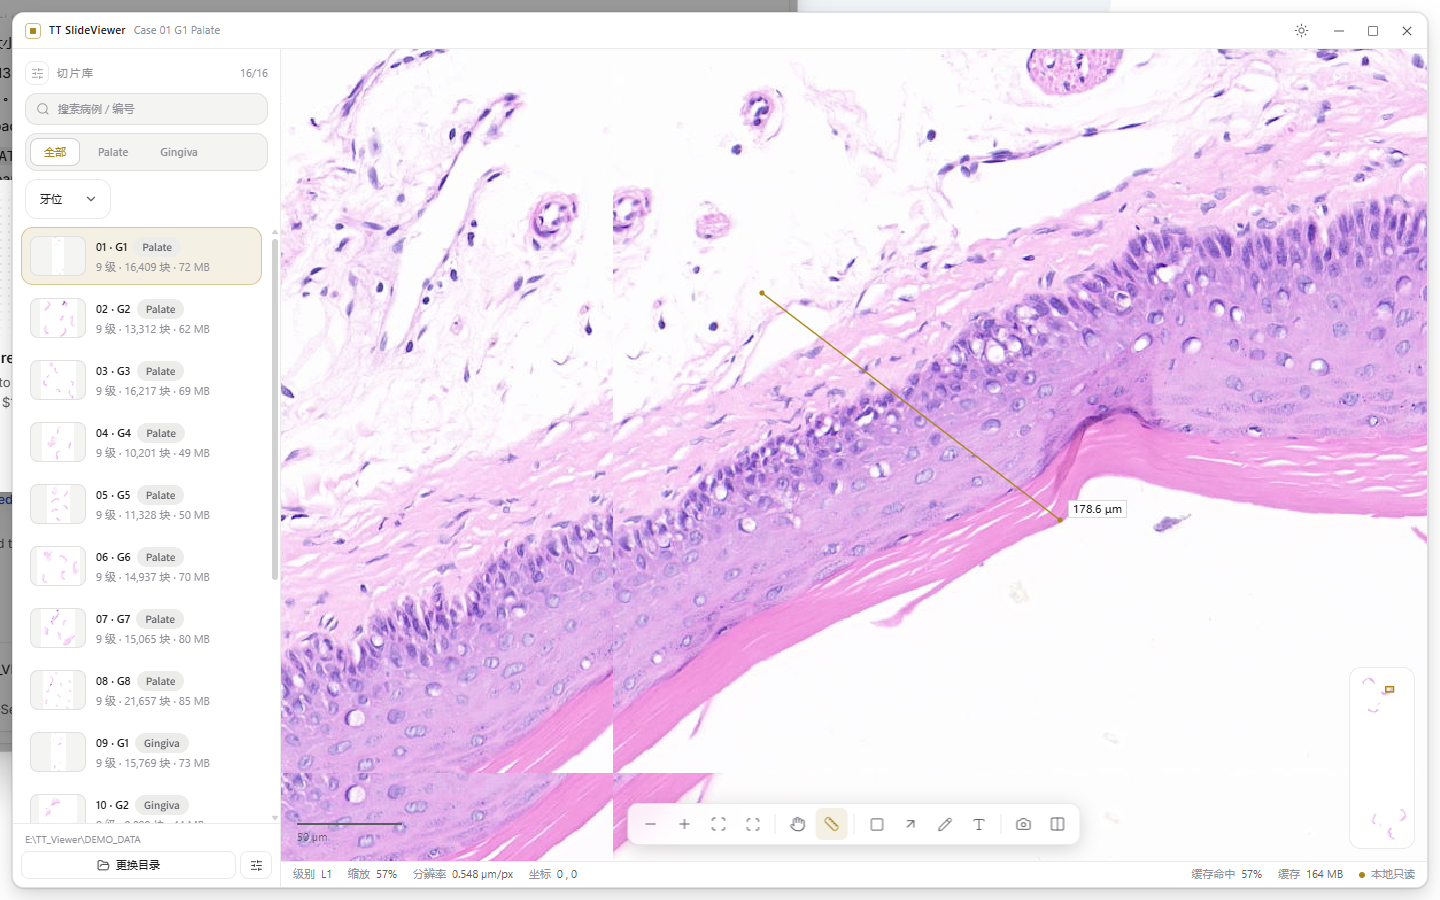 TT SlideViewer Case 01 G1 Palate
切片库 16/16
搜索病例 / 编号
全部 Palate Gingiva
牙位
01 · G1 Palate
9 级 · 16,409 块 · 72 MB
02 · G2 Palate
9 级 · 13,312 块 · 62 MB
03 · G3 Palate
9 级 · 16,217 块 · 69 MB
04 · G4 Palate
9 级 · 10,201 块 · 49 MB
05 · G5 Palate
9 级 · 11,328 块 · 50 MB
06 · G6 Palate
9 级 · 14,937 块 · 70 MB
07 · G7 Palate
9 级 · 15,065 块 · 80 MB
08 · G8 Palate
9 级 · 21,657 块 · 85 MB
09 · G1 Gingiva
9 级 · 15,769 块 · 73 MB
10 · G2 Gingiva
E:\TT_Viewer\DEMO_DATA
更换目录
178.6 µm
50 µm
T
级别 L1 缩放 57% 分辨率 0.548 µm/px 坐标 0 , 0 缓存命中 57% 缓存 164 MB 本地只读